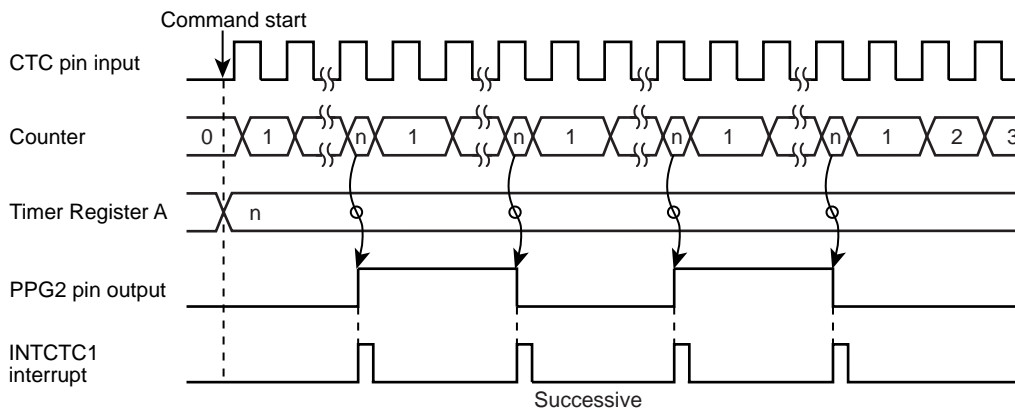 Command start
CTC pin input
Counter 0 1 n 1 n 1 n 1 n 1 2 3
Timer Register A n
PPG2 pin output
INTCTC1
interrupt
Successive